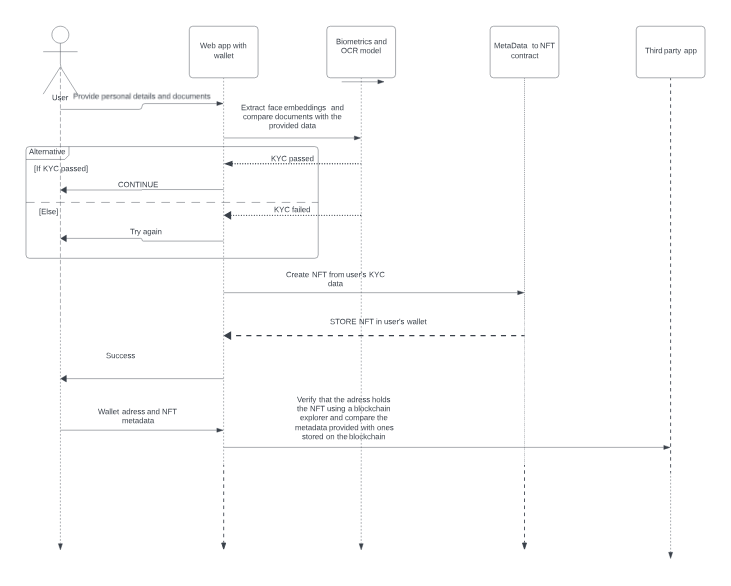 Web app with
wallet
Biometrics and
OCR model
MetaData to NFT
contract
Third party app
User
Provide personal details and documents
Extract face embeddings and
compare documents with the
provided data
Alternative
KYC passed
[If KYC passed]
CONTINUE
[Else]
KYC failed
Try again
Create NFT from user's KYC
data
STORE NFT in user's wallet
Success
Wallet adress and NFT
metadata
Verify that the adress holds
the NFT using a blockchain
explorer and compare the
metadata provided with ones
stored on the blockchain